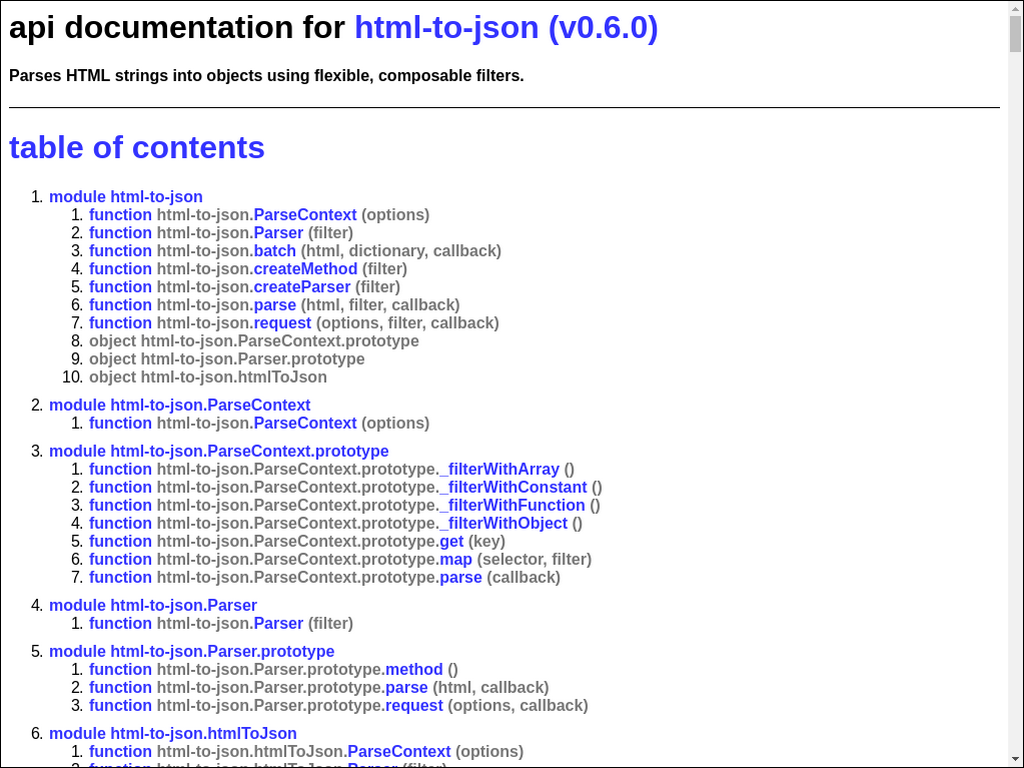 api documentation for html-to-json (v0.6.0)
Parses HTML strings into objects using flexible, composable filters.
table of contents
1. module html-to-json
1. function html-to-json.ParseContext (options)
2. function html-to-json.Parser (filter)
3. function html-to-json.batch (html, dictionary, callback)
4. function html-to-json.createMethod (filter)
5. function html-to-json.createParser (filter)
6. function html-to-json.parse (html, filter, callback)
7. function html-to-json.request (options, filter, callback)
8. object html-to-json.ParseContext.prototype
9. object html-to-json.Parser.prototype
10. object html-to-json.htmlToJson
2. module html-to-json.ParseContext
1. function html-to-json.ParseContext (options)
3. module html-to-json.ParseContext.prototype
1. function html-to-json.ParseContext.prototype._filterWithArray ()
2. function html-to-json.ParseContext.prototype._filterWithConstant ()
3. function html-to-json.ParseContext.prototype._filterWithFunction ()
4. function html-to-json.ParseContext.prototype._filterWithObject ()
5. function html-to-json.ParseContext.prototype.get (key)
6. function html-to-json.ParseContext.prototype.map (selector, filter)
7. function html-to-json.ParseContext.prototype.parse (callback)
4. module html-to-json.Parser
1. function html-to-json.Parser (filter)
5. module html-to-json.Parser.prototype
1. function html-to-json.Parser.prototype.method ()
2. function html-to-json.Parser.prototype.parse (html, callback)
3. function html-to-json.Parser.prototype.request (options, callback)
6. module html-to-json.htmlToJson
1. function html-to-json.htmlToJson.ParseContext (options)
2. function html-to-json.htmlToJson.Parser (filter)